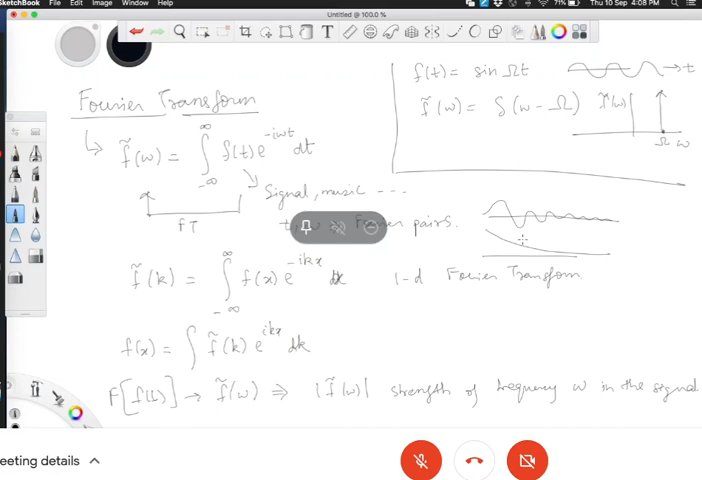 SketchBook File Edit Image Window Help 71% Thu 10 Sep 4:08 PM
Untitled @ 100.0 %
f(t) = sin Ωt → t
f̃(ω) = δ(ω − Ω) f̃(ω) Ω ω
Fourier Transform
↳ f̃(ω) = ∫_{-∞}^{∞} f(t) e^{-iωt} dt
Signal, music - - -
FT
t, ω Fourier pairs.
f̃(k) = ∫_{-∞}^{∞} f(x) e^{-ikx} dx 1-d Fourier Transform
f(x) = ∫ f̃(k) e^{ikx} dk
F[f(t)] → f̃(ω) ⇒ |f̃(ω)| strength of frequency ω in the signal
eeting details